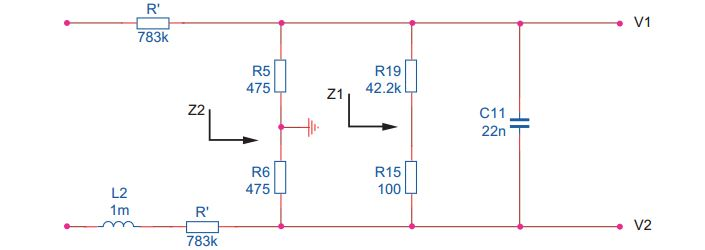 R'
783k
V1
R5
475
R19
42.2k
Z1
Z2
C11
22n
R6
475
R15
100
L2
1m
R'
783k
V2